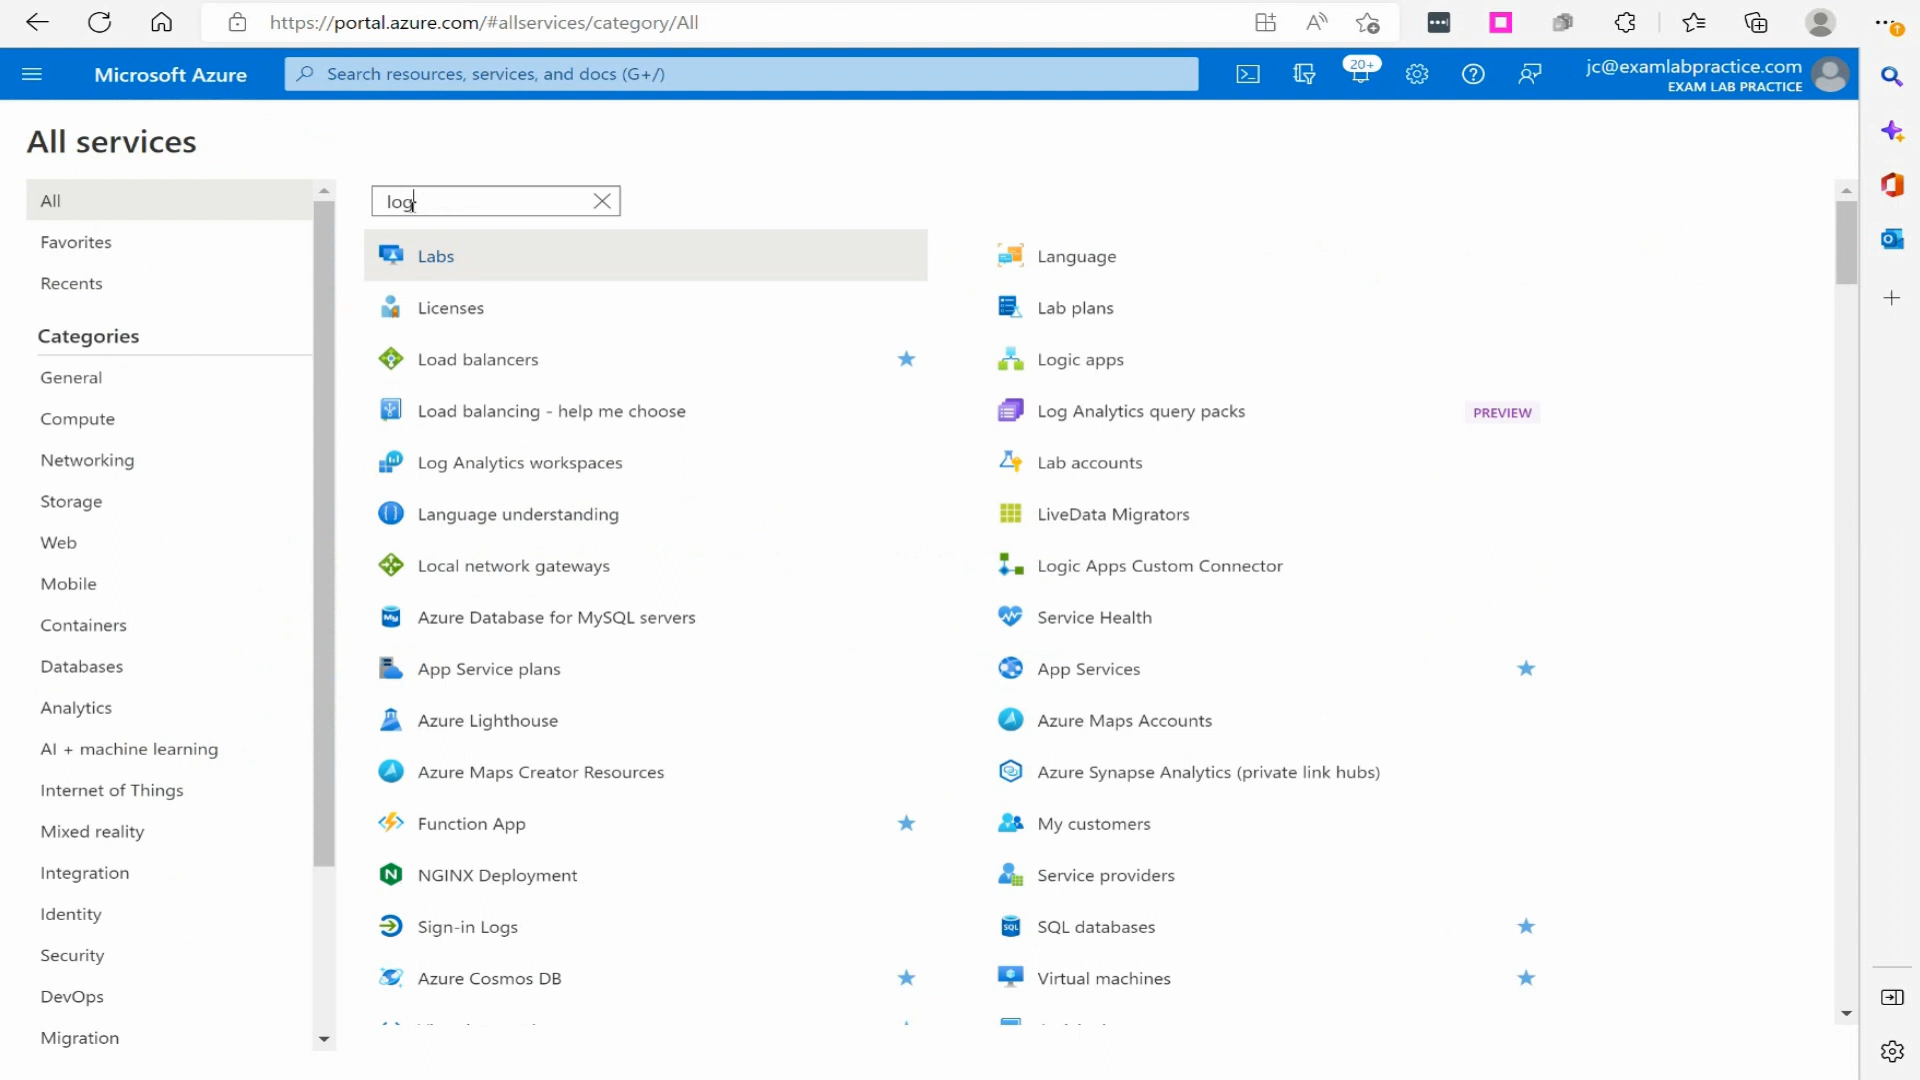 https://portal.azure.com/#allservices/category/All
Microsoft Azure
Search resources, services, and docs (G+/)
20+
jc@examlabpractice.com
EXAM LAB PRACTICE
All services
All
Favorites
Recents
Categories
General
Compute
Networking
Storage
Web
Mobile
Containers
Databases
Analytics
AI + machine learning
Internet of Things
Mixed reality
Integration
Identity
Security
DevOps
Migration
log
Labs
Language
Licenses
Lab plans
Load balancers
Logic apps
Load balancing - help me choose
Log Analytics query packs
PREVIEW
Log Analytics workspaces
Lab accounts
Language understanding
LiveData Migrators
Local network gateways
Logic Apps Custom Connector
Azure Database for MySQL servers
Service Health
App Service plans
App Services
Azure Lighthouse
Azure Maps Accounts
Azure Maps Creator Resources
Azure Synapse Analytics (private link hubs)
Function App
My customers
NGINX Deployment
Service providers
Sign-in Logs
SQL databases
Azure Cosmos DB
Virtual machines